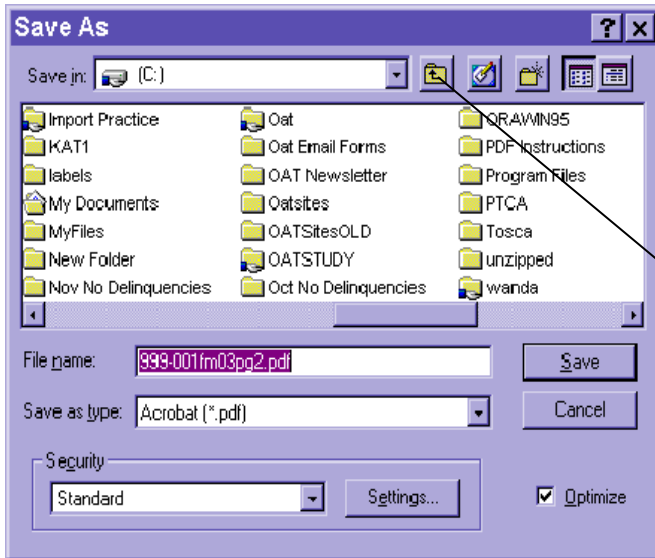 Save As
Save in: (C:)
Import Practice Oat ORAWIN95
KAT1 Oat Email Forms PDF Instructions
labels OAT Newsletter Program Files
My Documents Oatsites PTCA
MyFiles OATSitesOLD Tosca
New Folder OATSTUDY unzipped
Nov No Delinquencies Oct No Delinquencies wanda
File name: 999-001fm03pg2.pdf Save
Save as type: Acrobat (*.pdf) Cancel
Security
Standard Settings... Optimize